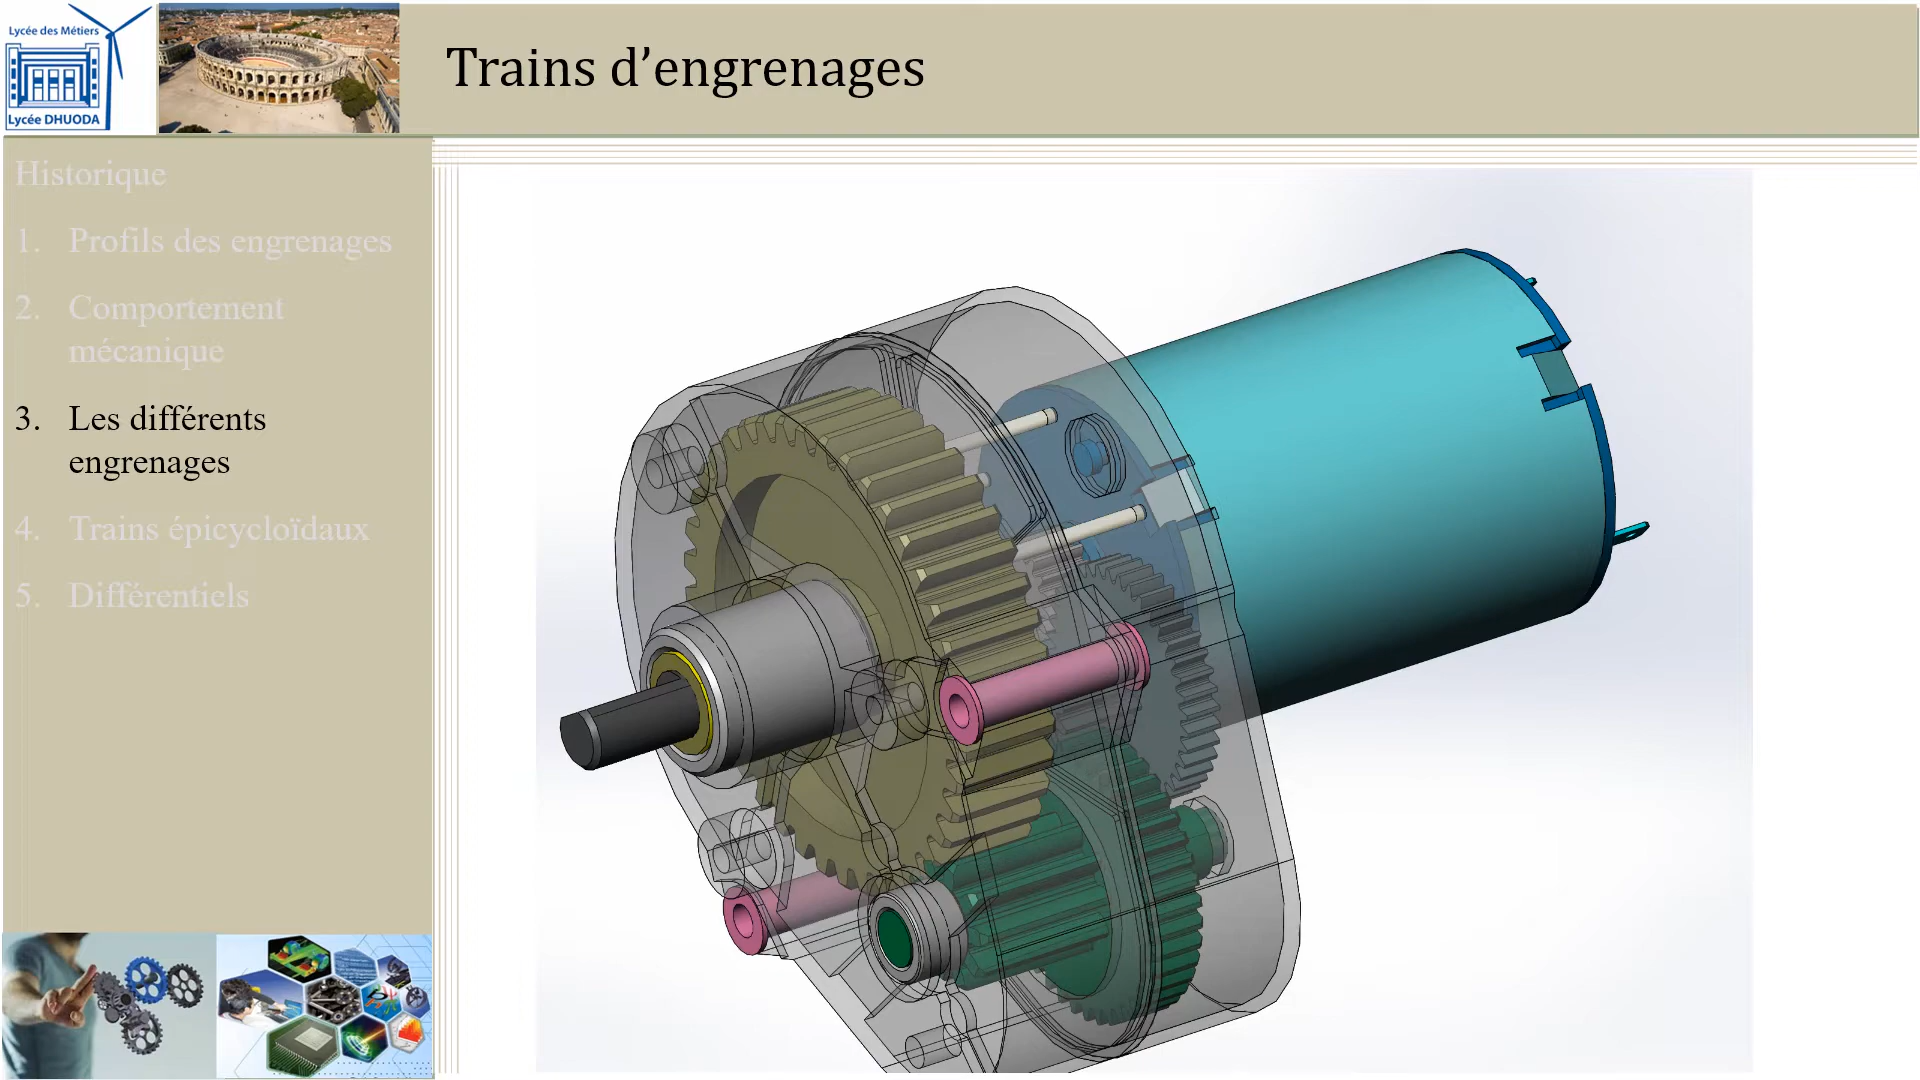 Lycée des Métiers
Lycée DHUODA
Trains d’engrenages
Historique
1. Profils des engrenages
2. Comportement
mécanique
3. Les différents
engrenages
4. Trains épicycloïdaux
5. Différentiels